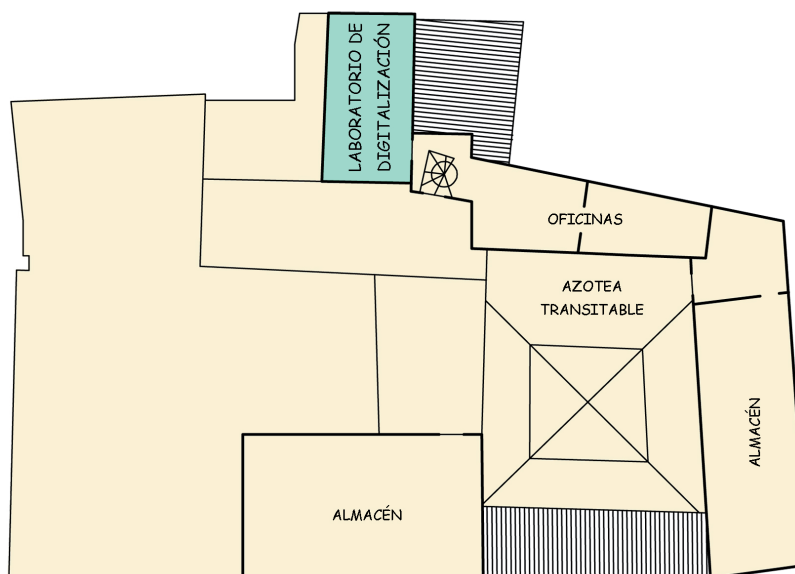 LABORATORIO DE
DIGITALIZACIÓN
OFICINAS
AZOTEA
TRANSITABLE
ALMACÉN
ALMACÉN